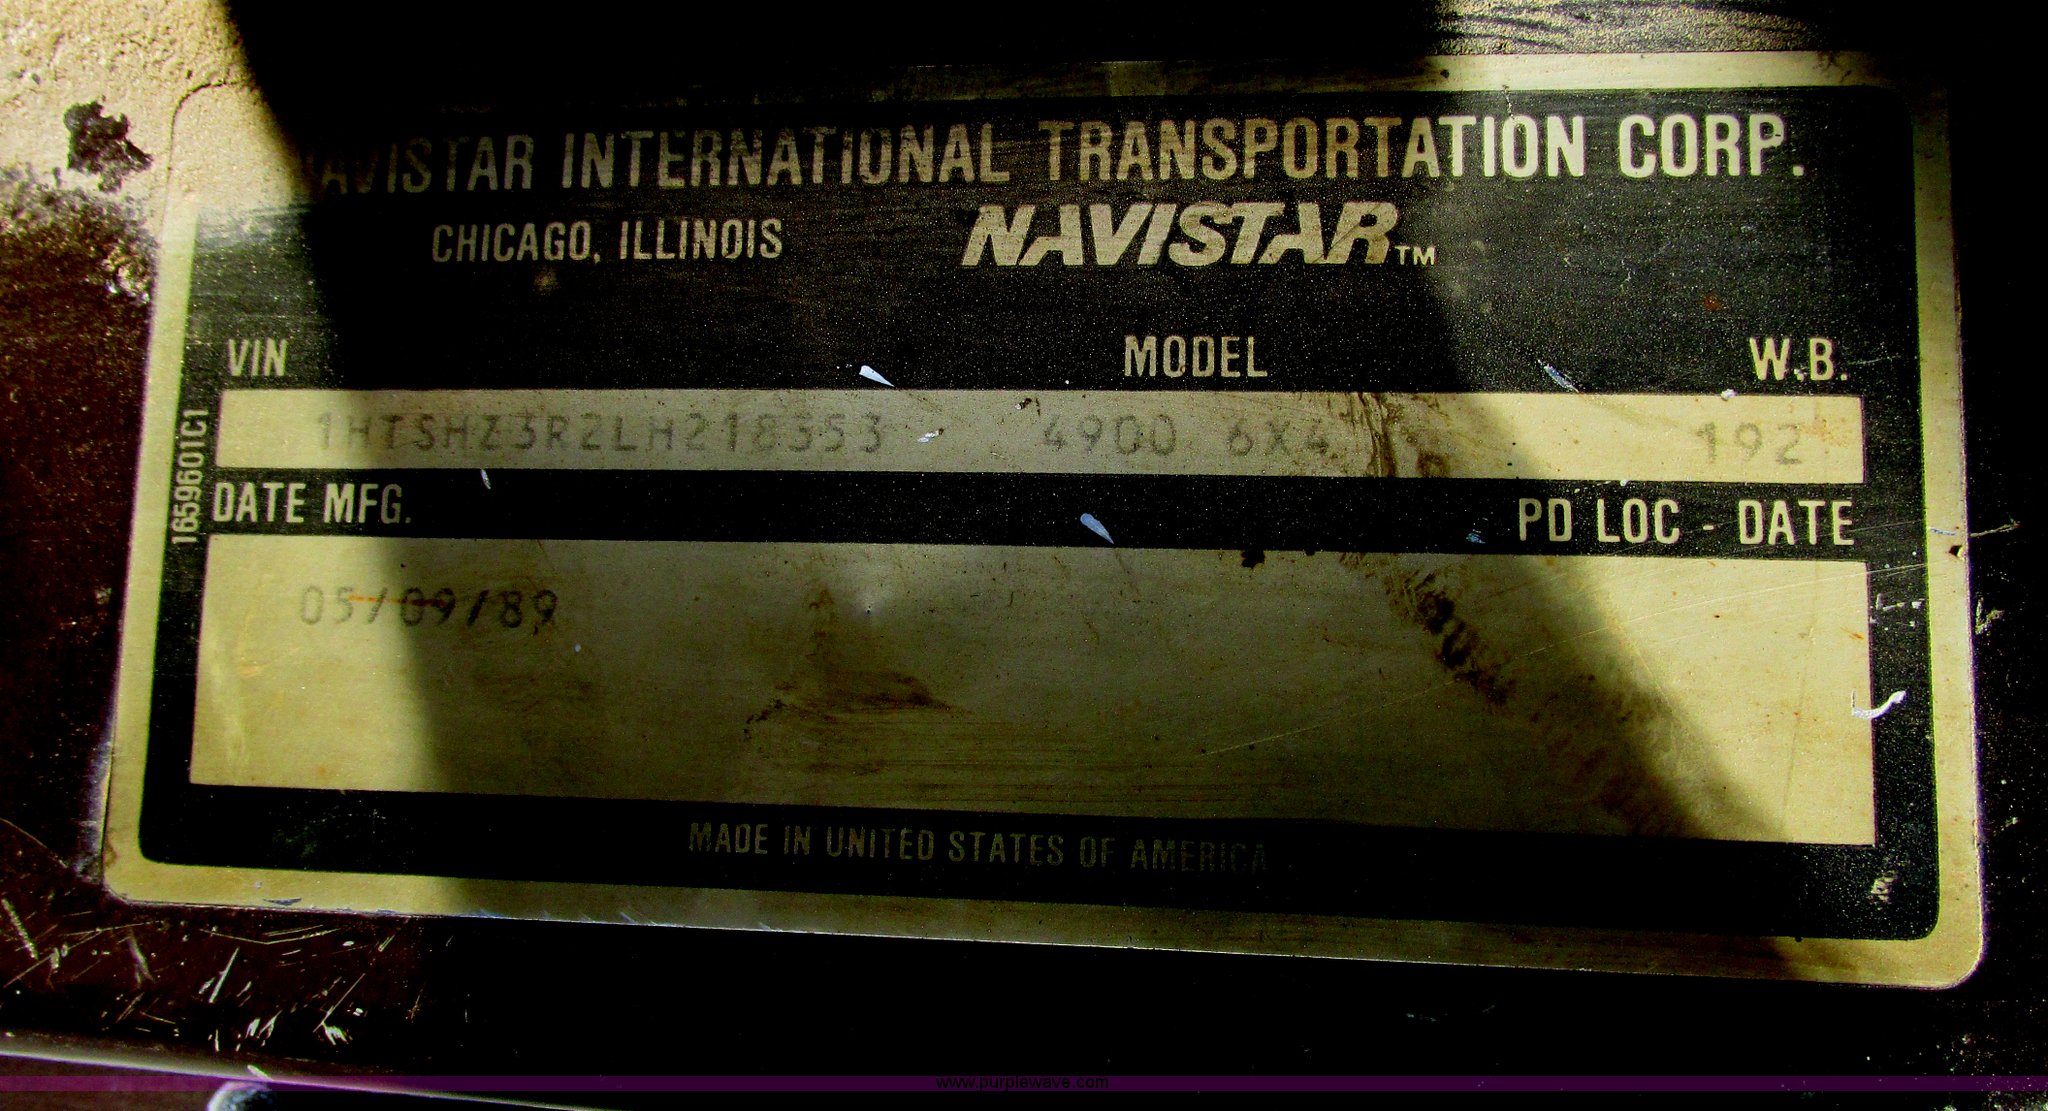 NAVISTAR INTERNATIONAL TRANSPORTATION CORP.
CHICAGO, ILLINOIS NAVISTAR™
VIN MODEL W.B.
1HTSHZ3R2LH218353 4900 6X4 192
1659601C1
DATE MFG. PD LOC - DATE
05/09/89
MADE IN UNITED STATES OF AMERICA
www.purplewave.com